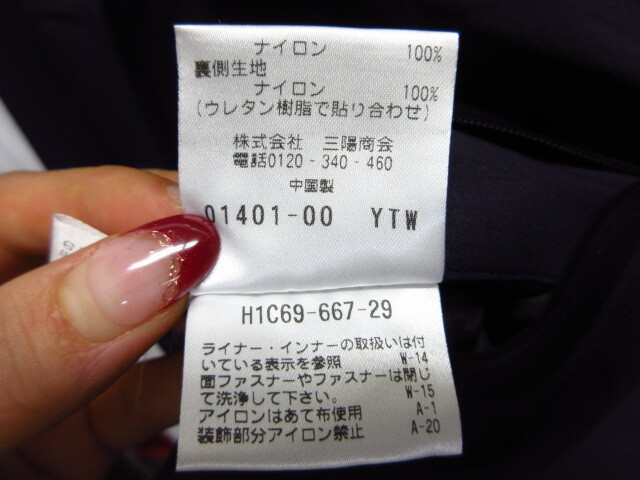 ナイロン 100%
裏側生地
ナイロン 100%
(ウレタン樹脂で貼り合わせ)
株式会社 三陽商会
電話0120-340-460
中国製
01401-00 YTW
H1C69-667-29
ライナー・インナーの取扱いは付
いている表示を参照 W-14
面ファスナーやファスナーは閉じ
て洗浄して下さい。 W-15
アイロンはあて布使用 A-1
装飾部分アイロン禁止 A-20